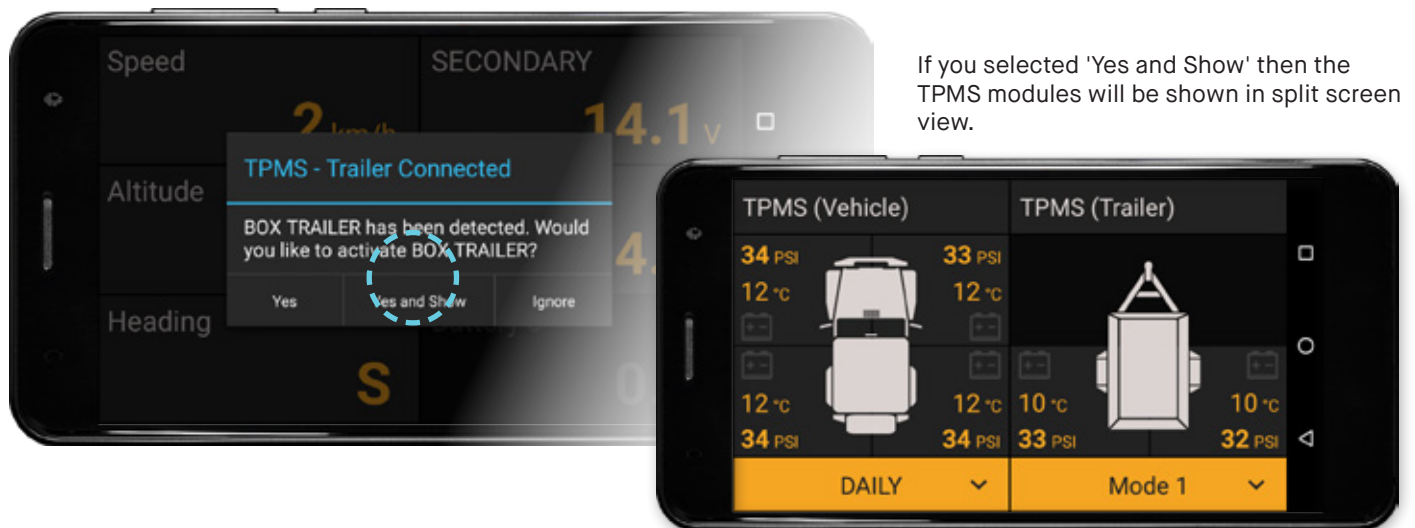 Speed
SECONDARY
2 km/h
14.1 V
TPMS - Trailer Connected
Altitude
BOX TRAILER has been detected. Would
you like to activate BOX TRAILER?
4.
Yes
Yes and Show
Ignore
Heading
S
0
If you selected 'Yes and Show' then the
TPMS modules will be shown in split screen
view.
TPMS (Vehicle)
TPMS (Trailer)
34 PSI
33 PSI
12 °C
12 °C
12 °C
12 °C
10 °C
10 °C
34 PSI
34 PSI
33 PSI
32 PSI
DAILY
Mode 1